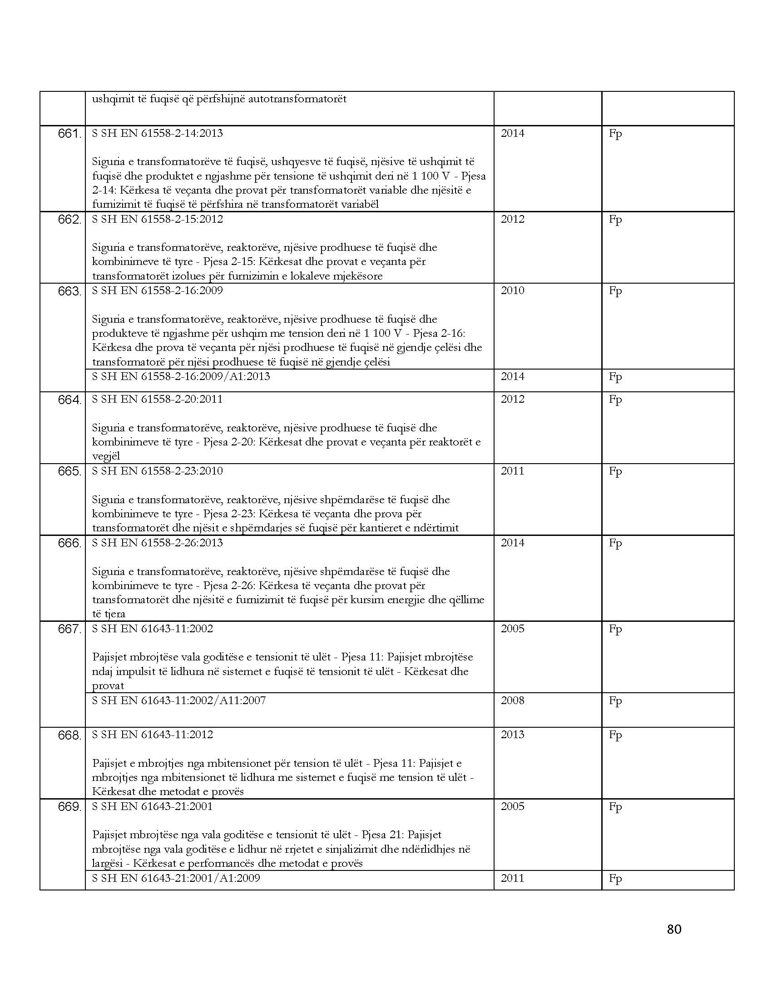 ushqimit të fuqisë që përfshijnë autotransformatorët
661. S SH EN 61558-2-14:2013 2014 Fp
Siguria e transformatorëve të fuqisë, ushqyesve të fuqisë, njësive të ushqimit të
fuqisë dhe produktet e ngjashme për tensione të ushqimit deri në 1 100 V - Pjesa
2-14: Kërkesa të veçanta dhe provat për transformatorët variable dhe njësitë e
furnizimit të fuqisë të përfshira në transformatorët variabël
662. S SH EN 61558-2-15:2012 2012 Fp
Siguria e transformatorëve, reaktorëve, njësive prodhuese të fuqisë dhe
kombinimeve të tyre - Pjesa 2-15: Kërkesat dhe provat e veçanta për
transformatorët izolues për furnizimin e lokaleve mjekësore
663. S SH EN 61558-2-16:2009 2010 Fp
Siguria e transformatorëve, reaktorëve, njësive prodhuese të fuqisë dhe
produkteve të ngjashme për ushqim me tension deri në 1 100 V - Pjesa 2-16:
Kërkesa dhe prova të veçanta për njësi prodhuese të fuqisë në gjendje çelësi dhe
transformatorë për njësi prodhuese të fuqisë në gjendje çelësi
S SH EN 61558-2-16:2009/A1:2013 2014 Fp
664. S SH EN 61558-2-20:2011 2012 Fp
Siguria e transformatorëve, reaktorëve, njësive prodhuese të fuqisë dhe
kombinimeve të tyre - Pjesa 2-20: Kërkesat dhe provat e veçanta për reaktorët e
vegjël
665. S SH EN 61558-2-23:2010 2011 Fp
Siguria e transformatorëve, reaktorëve, njësive shpërndarëse të fuqisë dhe
kombinimeve te tyre - Pjesa 2-23: Kërkesa të veçanta dhe prova për
transformatorët dhe njësit e shpërndarjes së fuqisë për kantieret e ndërtimit
666. S SH EN 61558-2-26:2013 2014 Fp
Siguria e transformatorëve, reaktorëve, njësive shpërndarëse të fuqisë dhe
kombinimeve te tyre - Pjesa 2-26: Kërkesa të veçanta dhe provat për
transformatorët dhe njësitë e furnizimit të fuqisë për kursim energjie dhe qëllime
të tjera
667. S SH EN 61643-11:2002 2005 Fp
Pajisjet mbrojtëse vala goditëse e tensionit të ulët - Pjesa 11: Pajisjet mbrojtëse
ndaj impulsit të lidhura në sistemet e fuqisë të tensionit të ulët - Kërkesat dhe
provat
S SH EN 61643-11:2002/A11:2007 2008 Fp
668. S SH EN 61643-11:2012 2013 Fp
Pajisjet e mbrojtjes nga mbitensionet për tension të ulët - Pjesa 11: Pajisjet e
mbrojtjes nga mbitensionet të lidhura me sistemet e fuqisë me tension të ulët -
Kërkesat dhe metodat e provës
669. S SH EN 61643-21:2001 2005 Fp
Pajisjet mbrojtëse nga vala goditëse e tensionit të ulët - Pjesa 21: Pajisjet
mbrojtëse nga vala goditëse e lidhur në rrjetet e sinjalizimit dhe ndërlidhjes në
largësi - Kërkesat e performancës dhe metodat e provës
S SH EN 61643-21:2001/A1:2009 2011 Fp
80